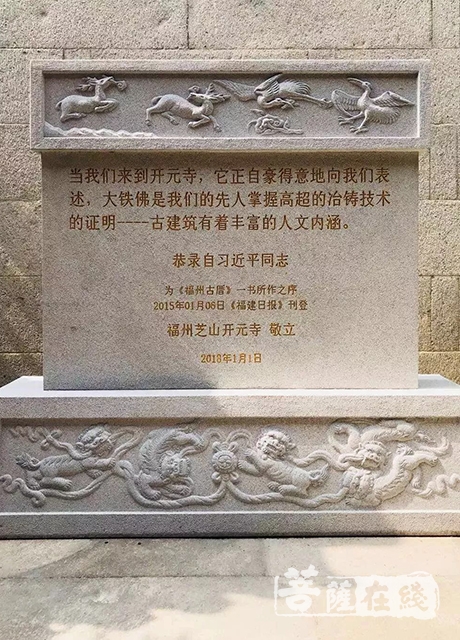 当我们来到开元寺，它正自豪得意地向我们表
述，大铁佛是我们的先人掌握高超的冶铸技术
的证明----古建筑有着丰富的人文内涵。
恭录自习近平同志
为《福州古厝》一书所作之序
2015年01月06日《福建日报》刊登
福州芝山开元寺 敬立
2018年1月1日
菩薩在綫